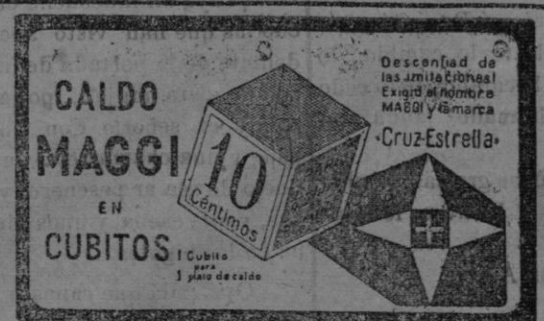 CALDO
MAGGI
EN
CUBITOS
1 Cubito
para
1 plato de caldo
10
Céntimos
Desconfiad de
las imitaciones!
Exigid el nombre
MAGGI y la marca
"Cruz-Estrella"